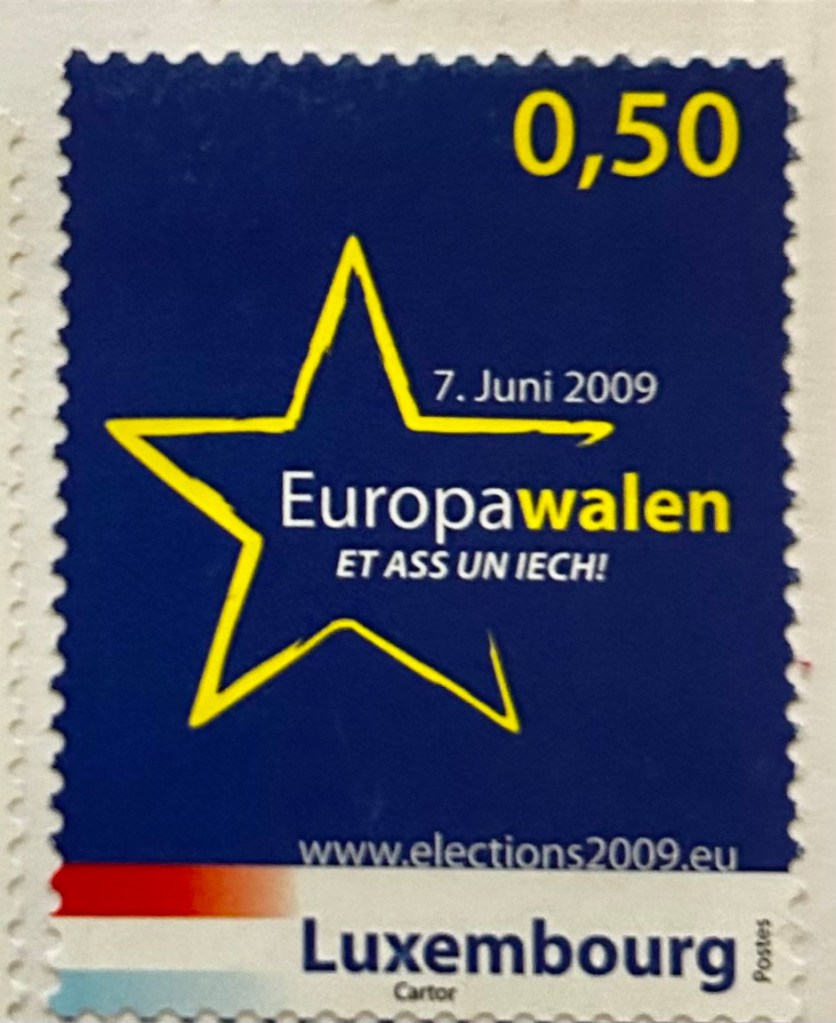 0,50
7. Juni 2009
Europawalen
ET ASS UN IECH!
www.elections2009.eu
Luxembourg
Postes
Cartor